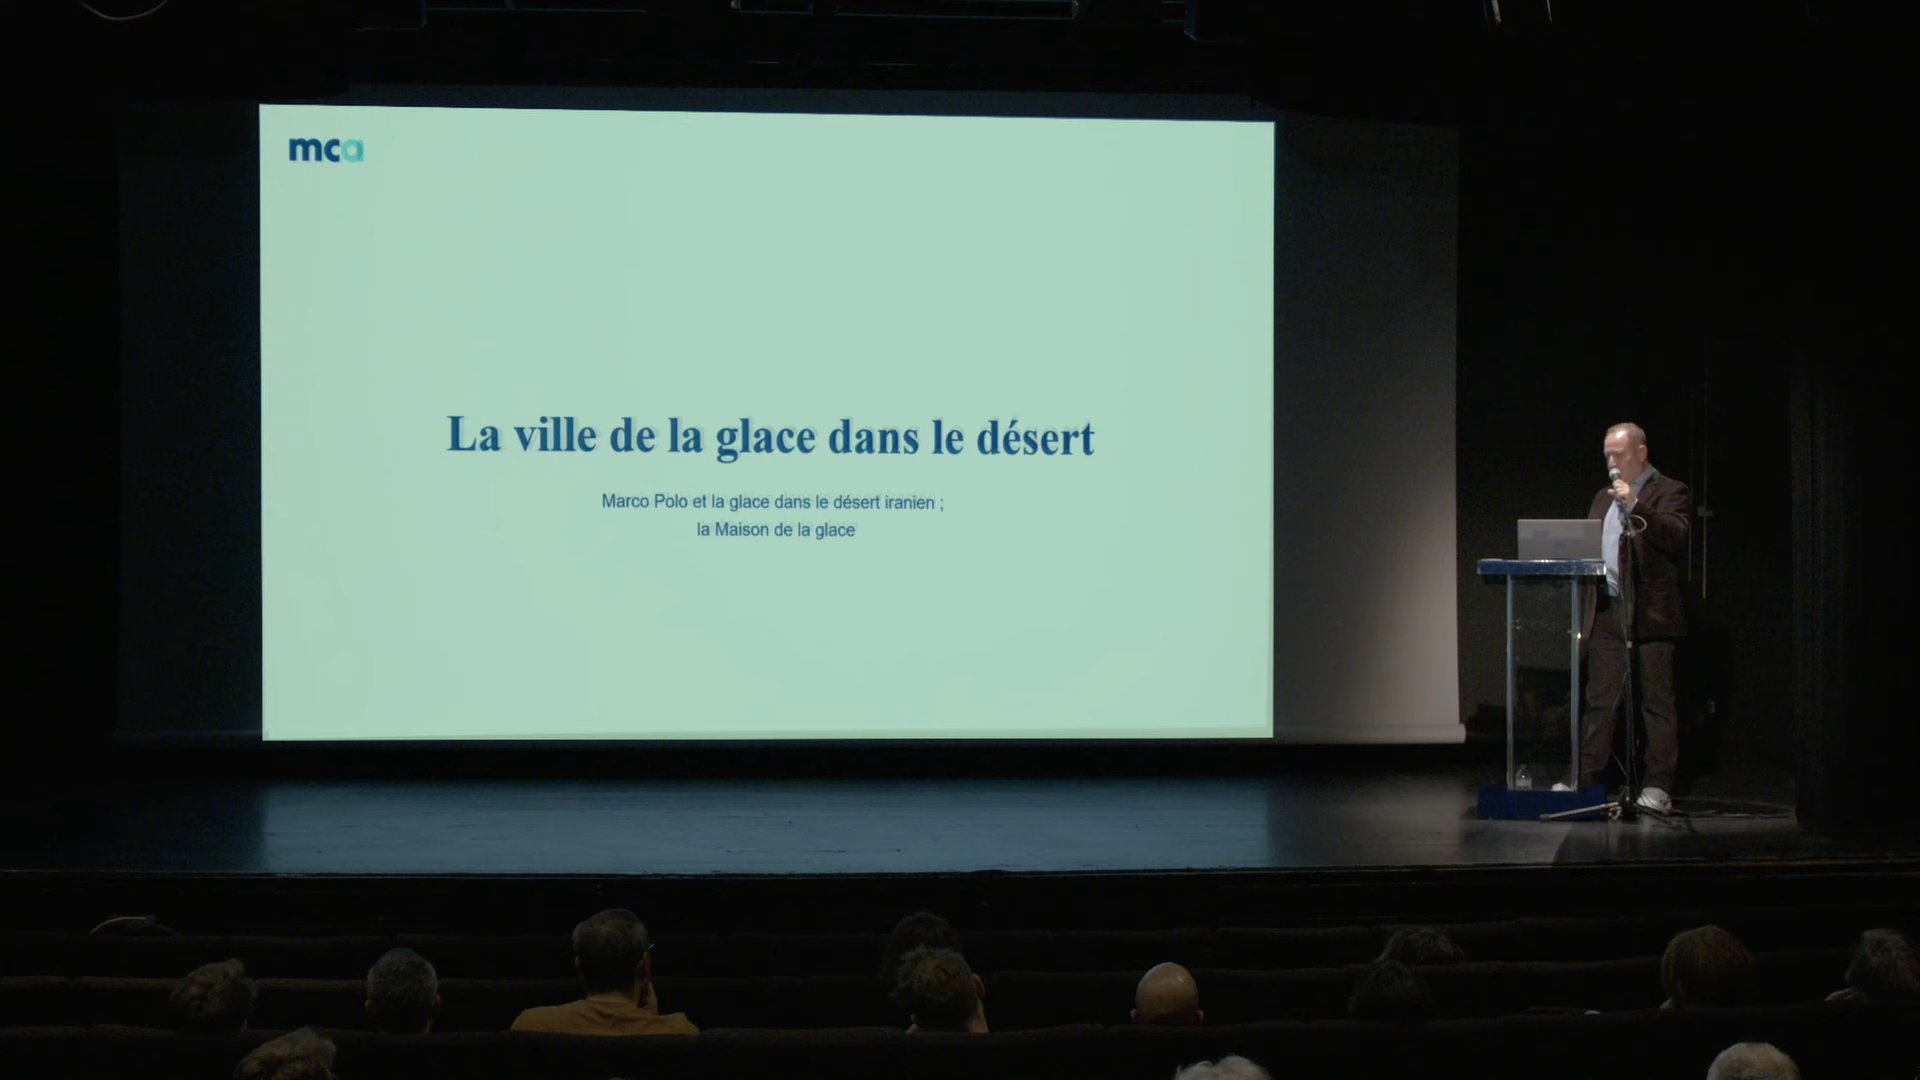 mca
La ville de la glace dans le désert
Marco Polo et la glace dans le désert iranien ;
la Maison de la glace